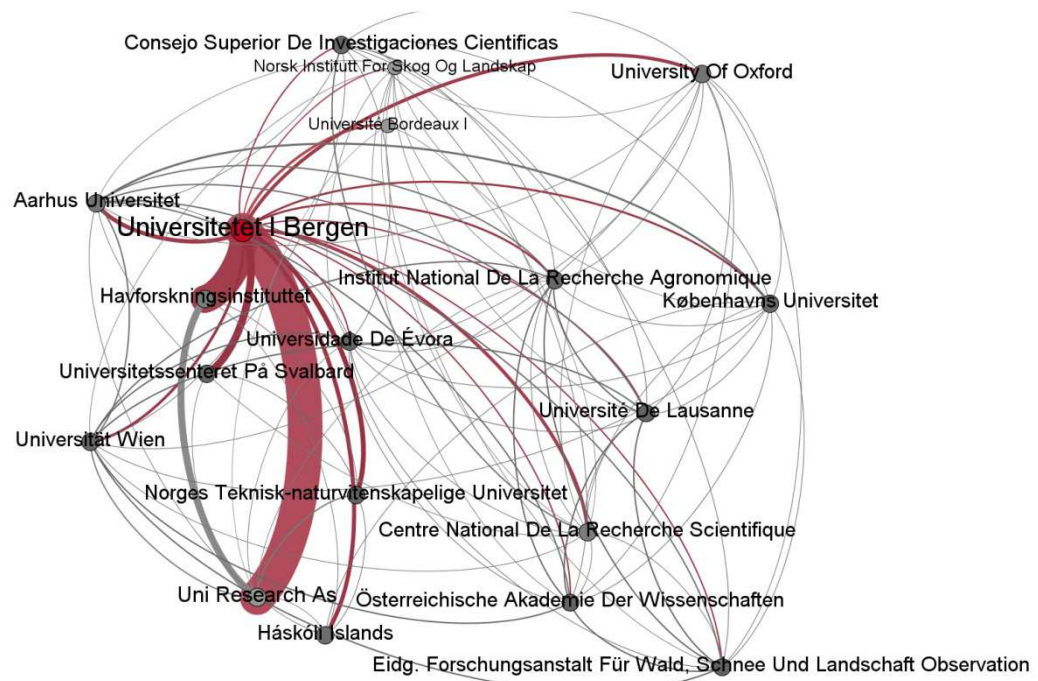 Consejo Superior De Investigaciones Cientificas
Norsk Institutt For Skog Og Landskap
University Of Oxford
Université Bordeaux I
Aarhus Universitet
Universitetet I Bergen
Institut National De La Recherche Agronomique
Havforskningsinstituttet
Københavns Universitet
Universidade De Évora
Universitetssenteret På Svalbard
Université De Lausanne
Universität Wien
Norges Teknisk-naturvitenskapelige Universitet
Centre National De La Recherche Scientifique
Uni Research As
Österreichische Akademie Der Wissenschaften
Háskóli Islands
Eidg. Forschungsanstalt Für Wald, Schnee Und Landschaft Observation